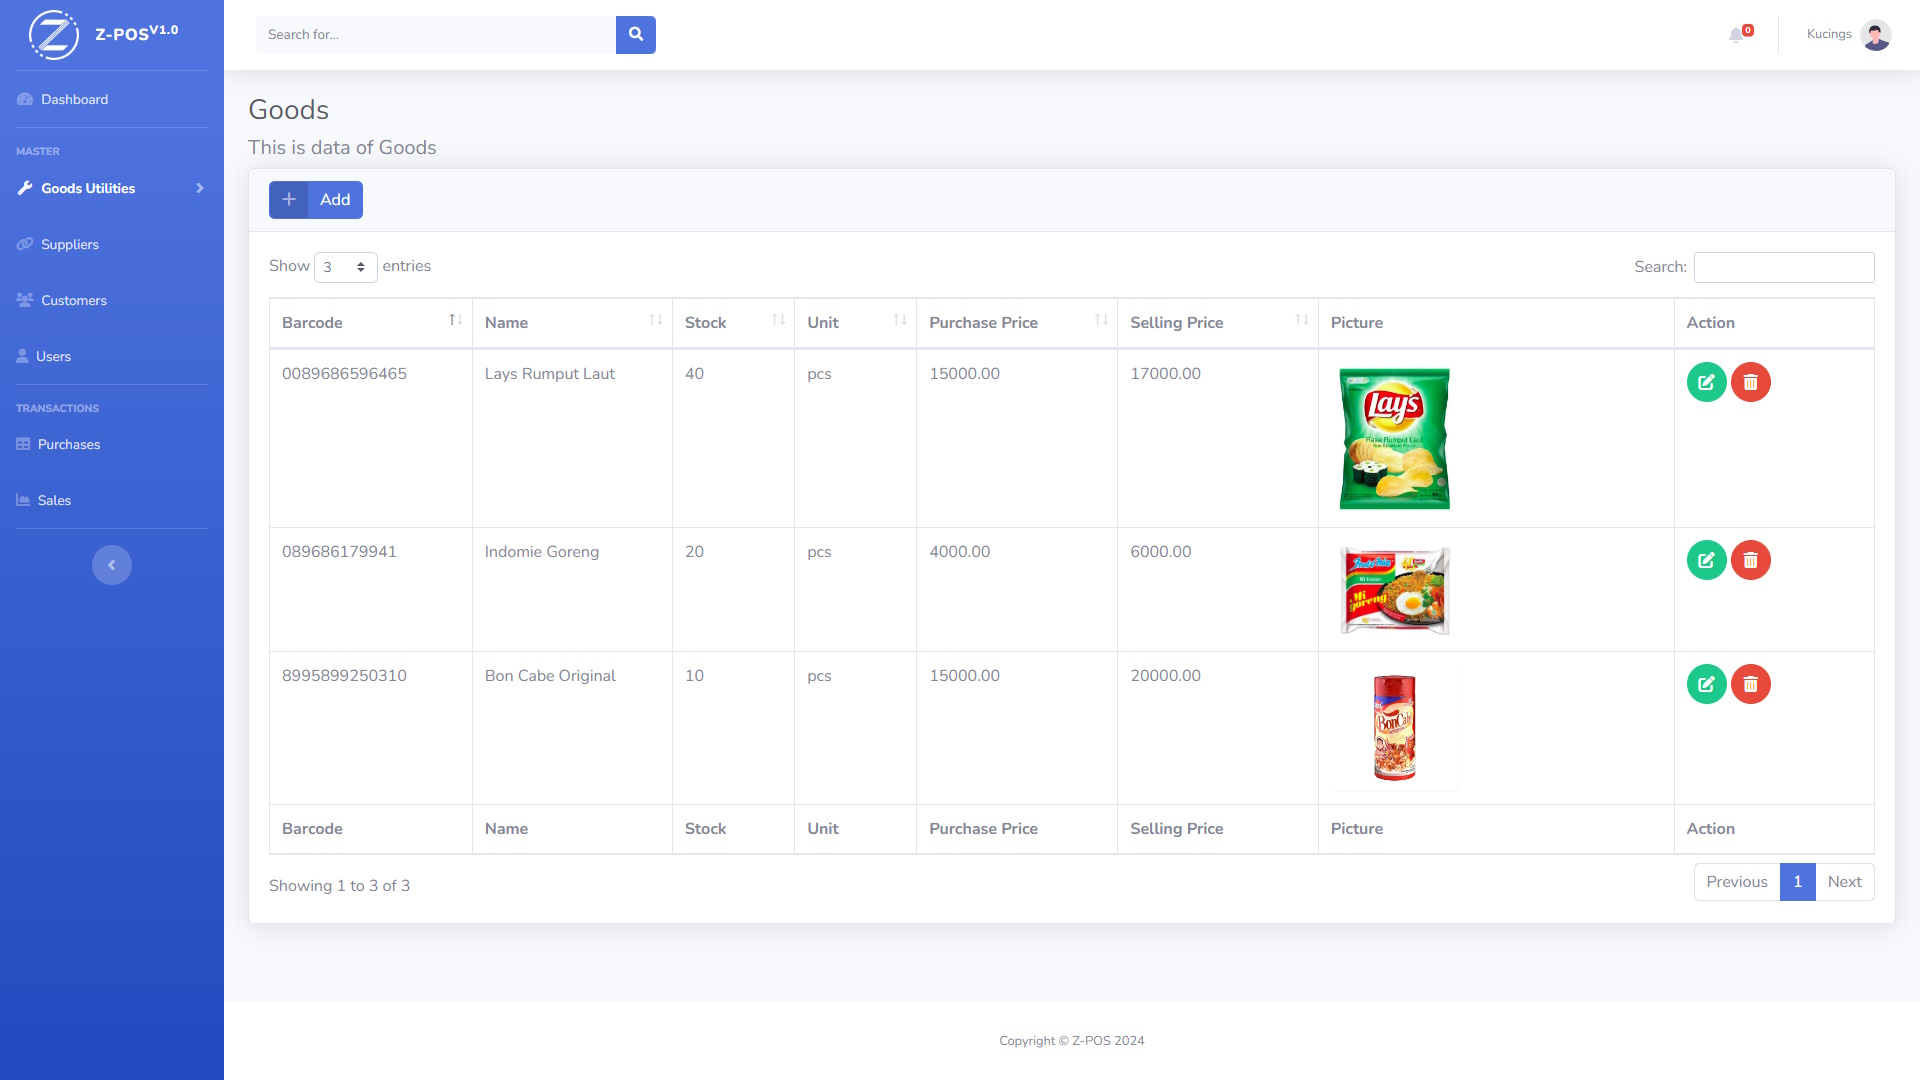 Z-POS V1.0
Search for...
0
Kucings
Dashboard
MASTER
Goods Utilities
Suppliers
Customers
Users
TRANSACTIONS
Purchases
Sales
Goods
This is data of Goods
Add
Show 3 entries
Search:
Barcode Name Stock Unit Purchase Price Selling Price Picture Action
0089686596465 Lays Rumput Laut 40 pcs 15000.00 17000.00
Lay's
Rasa Rumput Laut
089686179941 Indomie Goreng 20 pcs 4000.00 6000.00
Indomie
Mi goreng
8995899250310 Bon Cabe Original 10 pcs 15000.00 20000.00
BonCabe
Barcode Name Stock Unit Purchase Price Selling Price Picture Action
Showing 1 to 3 of 3
Previous 1 Next
Copyright © Z-POS 2024